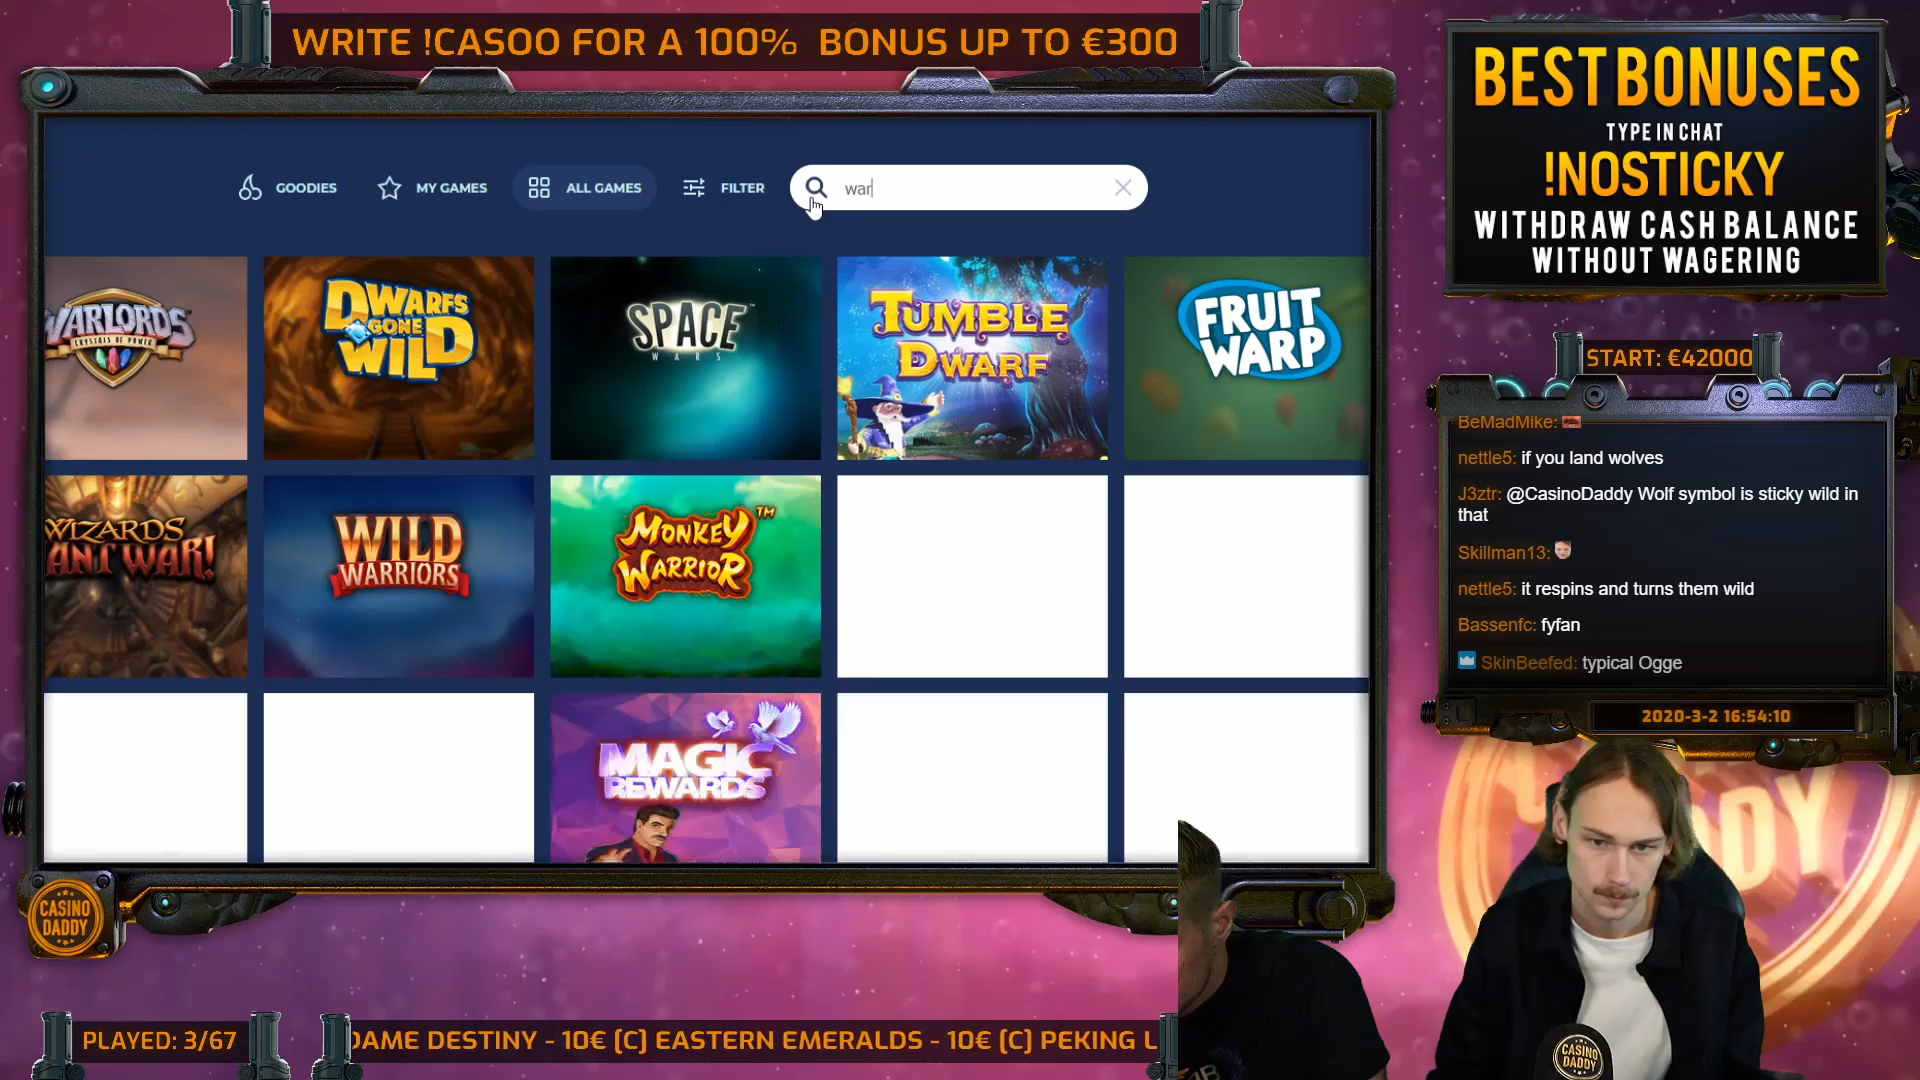 WRITE !CASOO FOR A 100% BONUS UP TO €300
GOODIES
MY GAMES
ALL GAMES
FILTER
war
WARLORDS
CRYSTALS OF POWER
DWARFS
GONE
WILD
SPACE™
WARS
TUMBLE
DWARF
FRUIT
WARP
WIZARDS
ANT WAR!
WILD
WARRIORS
MONKEY™
WARRIOR
MAGIC
REWARDS
BEST BONUSES
TYPE IN CHAT
!NOSTICKY
WITHDRAW CASH BALANCE
WITHOUT WAGERING
START: €42000
BeMadMike:
nettle5: if you land wolves
J3ztr: @CasinoDaddy Wolf symbol is sticky wild in
that
Skillman13:
nettle5: it respins and turns them wild
Bassenfc: fyfan
SkinBeefed: typical Ogge
2020-3-2 16:54:10
DADDY
CASINO
DADDY
CASINO
DADDY
PLAYED: 3/67
DAME DESTINY - 10€ [C] EASTERN EMERALDS - 10€ [C] PEKING L